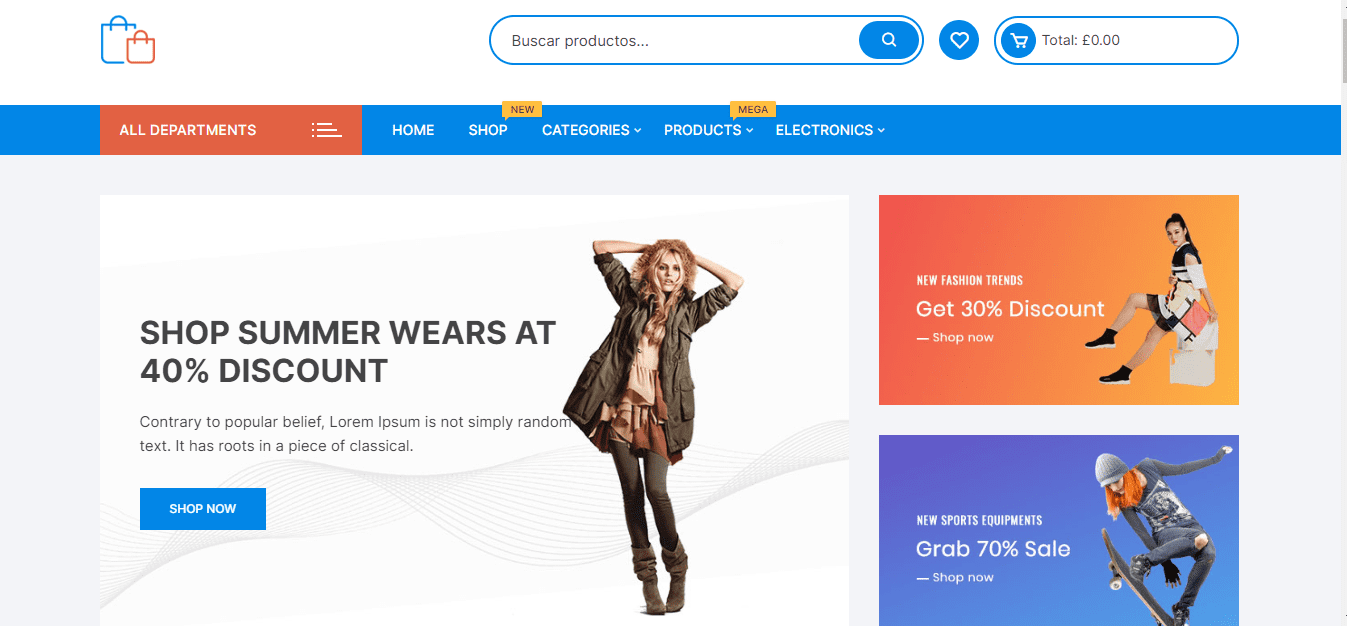 Buscar productos...
Total: £0.00
NEW
MEGA
ALL DEPARTMENTS
HOME
SHOP
CATEGORIES
PRODUCTS
ELECTRONICS
SHOP SUMMER WEARS AT
40% DISCOUNT
Contrary to popular belief, Lorem Ipsum is not simply random
text. It has roots in a piece of classical.
SHOP NOW
NEW FASHION TRENDS
Get 30% Discount
— Shop now
NEW SPORTS EQUIPMENTS
Grab 70% Sale
— Shop now